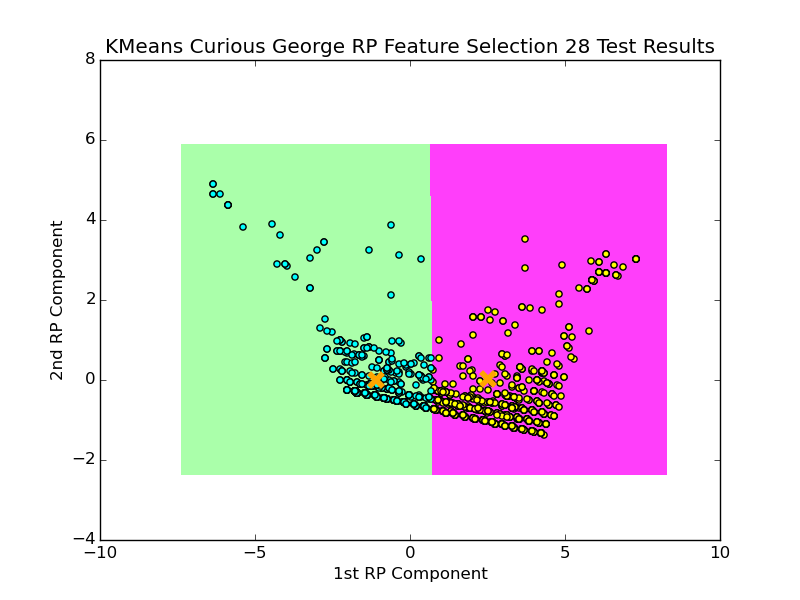 KMeans Curious George RP Feature Selection 28 Test Results
8
6
4
2
0
−2
−4
2nd RP Component
−10 −5 0 5 10
1st RP Component